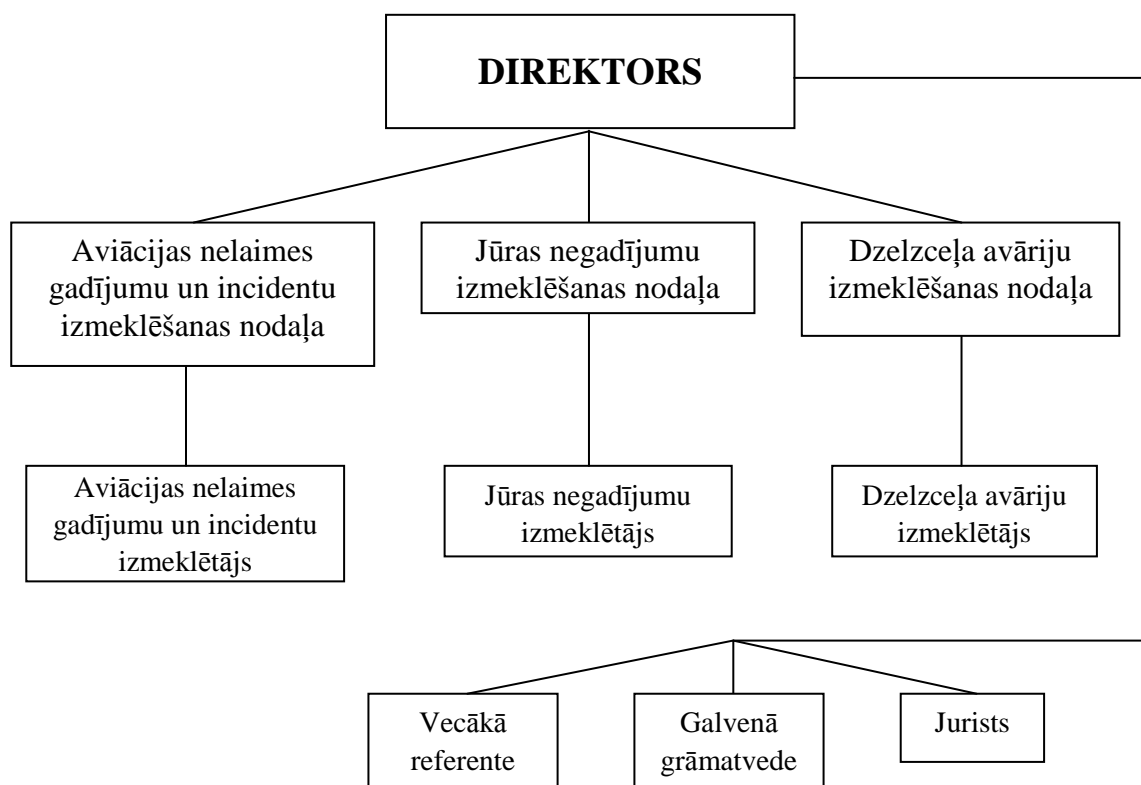 DIREKTORS
Aviācijas nelaimes
gadījumu un incidentu
izmeklēšanas nodaļa
Jūras negadījumu
izmeklēšanas nodaļa
Dzelzceļa avāriju
izmeklēšanas nodaļa
Aviācijas nelaimes
gadījumu un incidentu
izmeklētājs
Jūras negadījumu
izmeklētājs
Dzelzceļa avāriju
izmeklētājs
Vecākā
referente
Galvenā
grāmatvede
Jurists